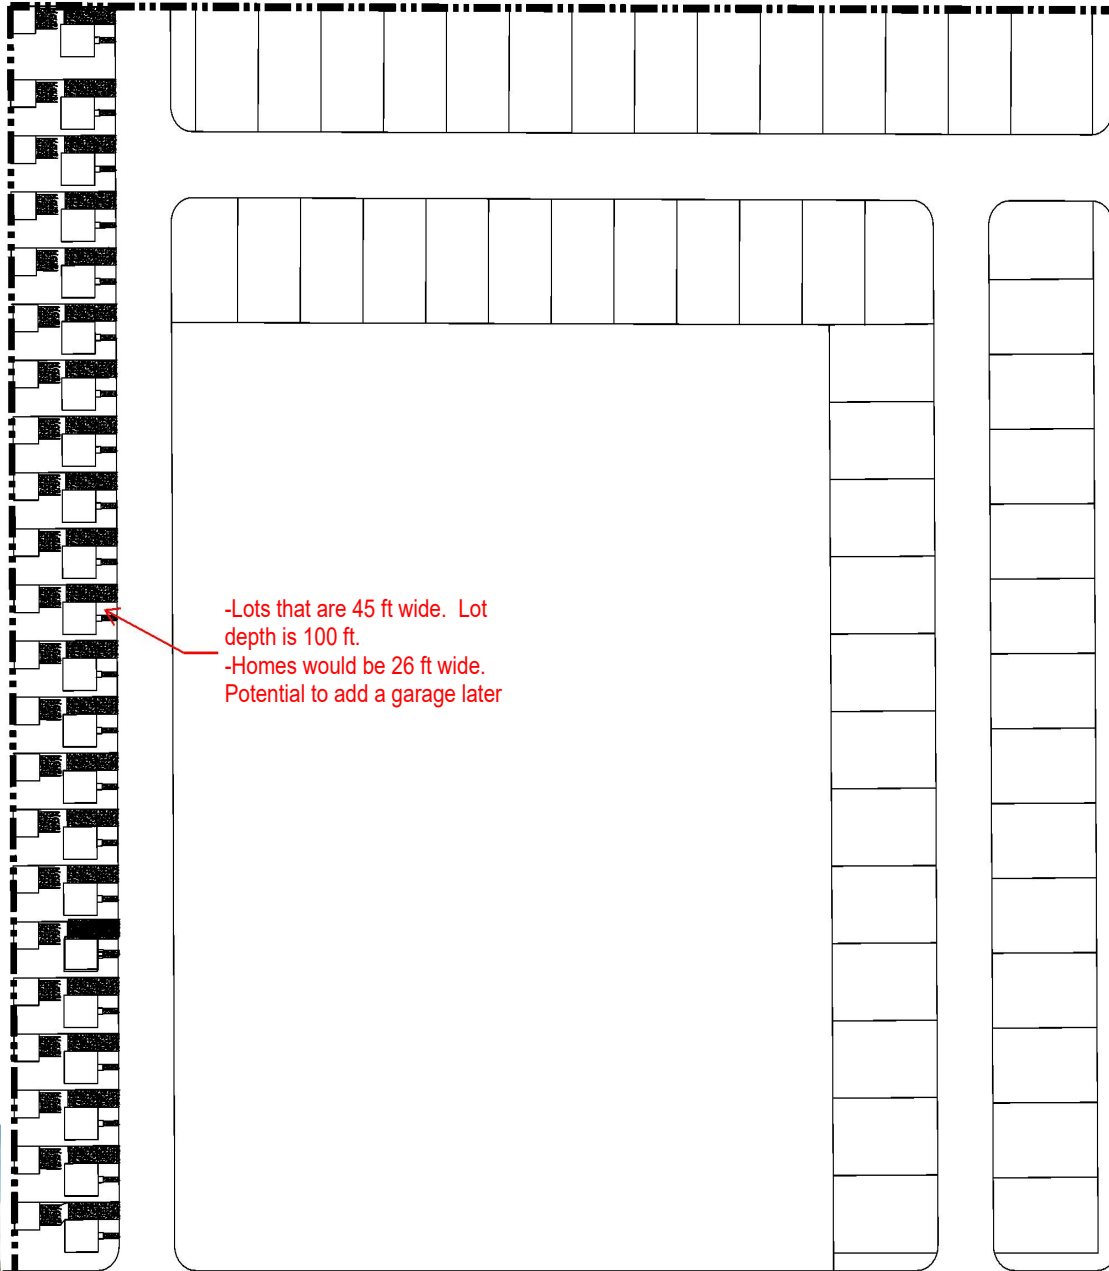 -Lots that are 45 ft wide.  Lot
depth is 100 ft.
-Homes would be 26 ft wide.
Potential to add a garage later